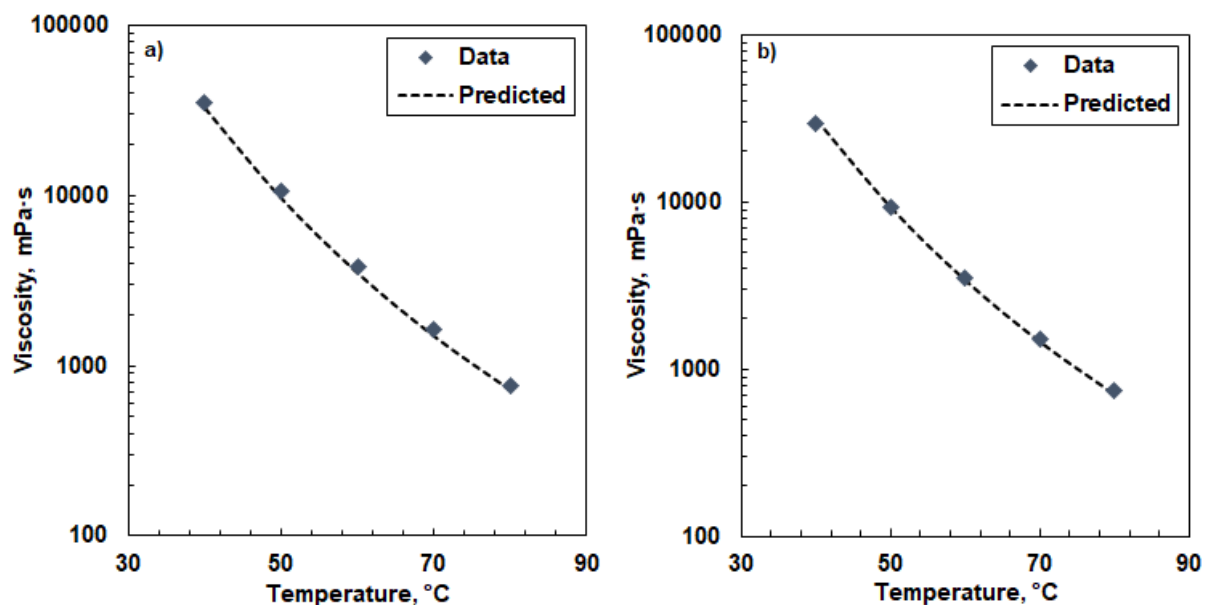 a)
Data
Predicted
100000
10000
1000
100
30 50 70 90
Viscosity, mPa·s
Temperature, °C
b)
Data
Predicted
100000
10000
1000
100
30 50 70 90
Viscosity, mPa·s
Temperature, °C